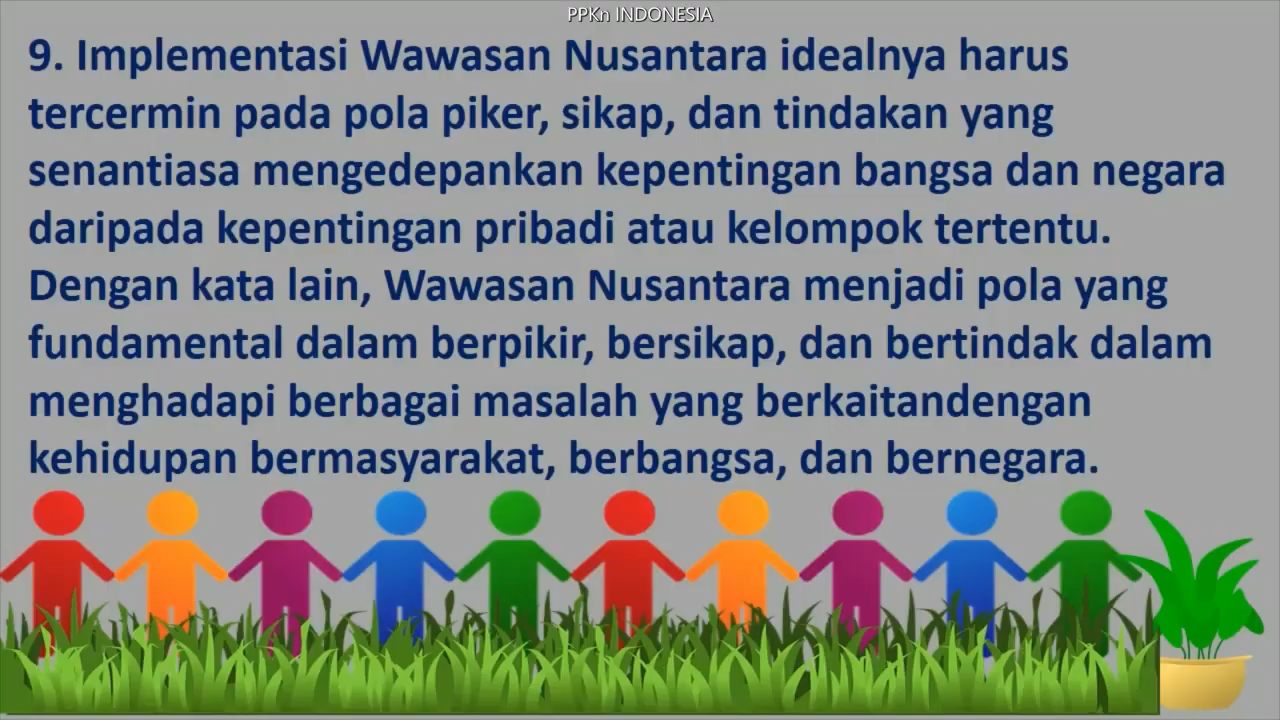 PPKn INDONESIA
9. Implementasi Wawasan Nusantara idealnya harus
tercermin pada pola piker, sikap, dan tindakan yang
senantiasa mengedepankan kepentingan bangsa dan negara
daripada kepentingan pribadi atau kelompok tertentu.
Dengan kata lain, Wawasan Nusantara menjadi pola yang
fundamental dalam berpikir, bersikap, dan bertindak dalam
menghadapi berbagai masalah yang berkaitandengan
kehidupan bermasyarakat, berbangsa, dan bernegara.